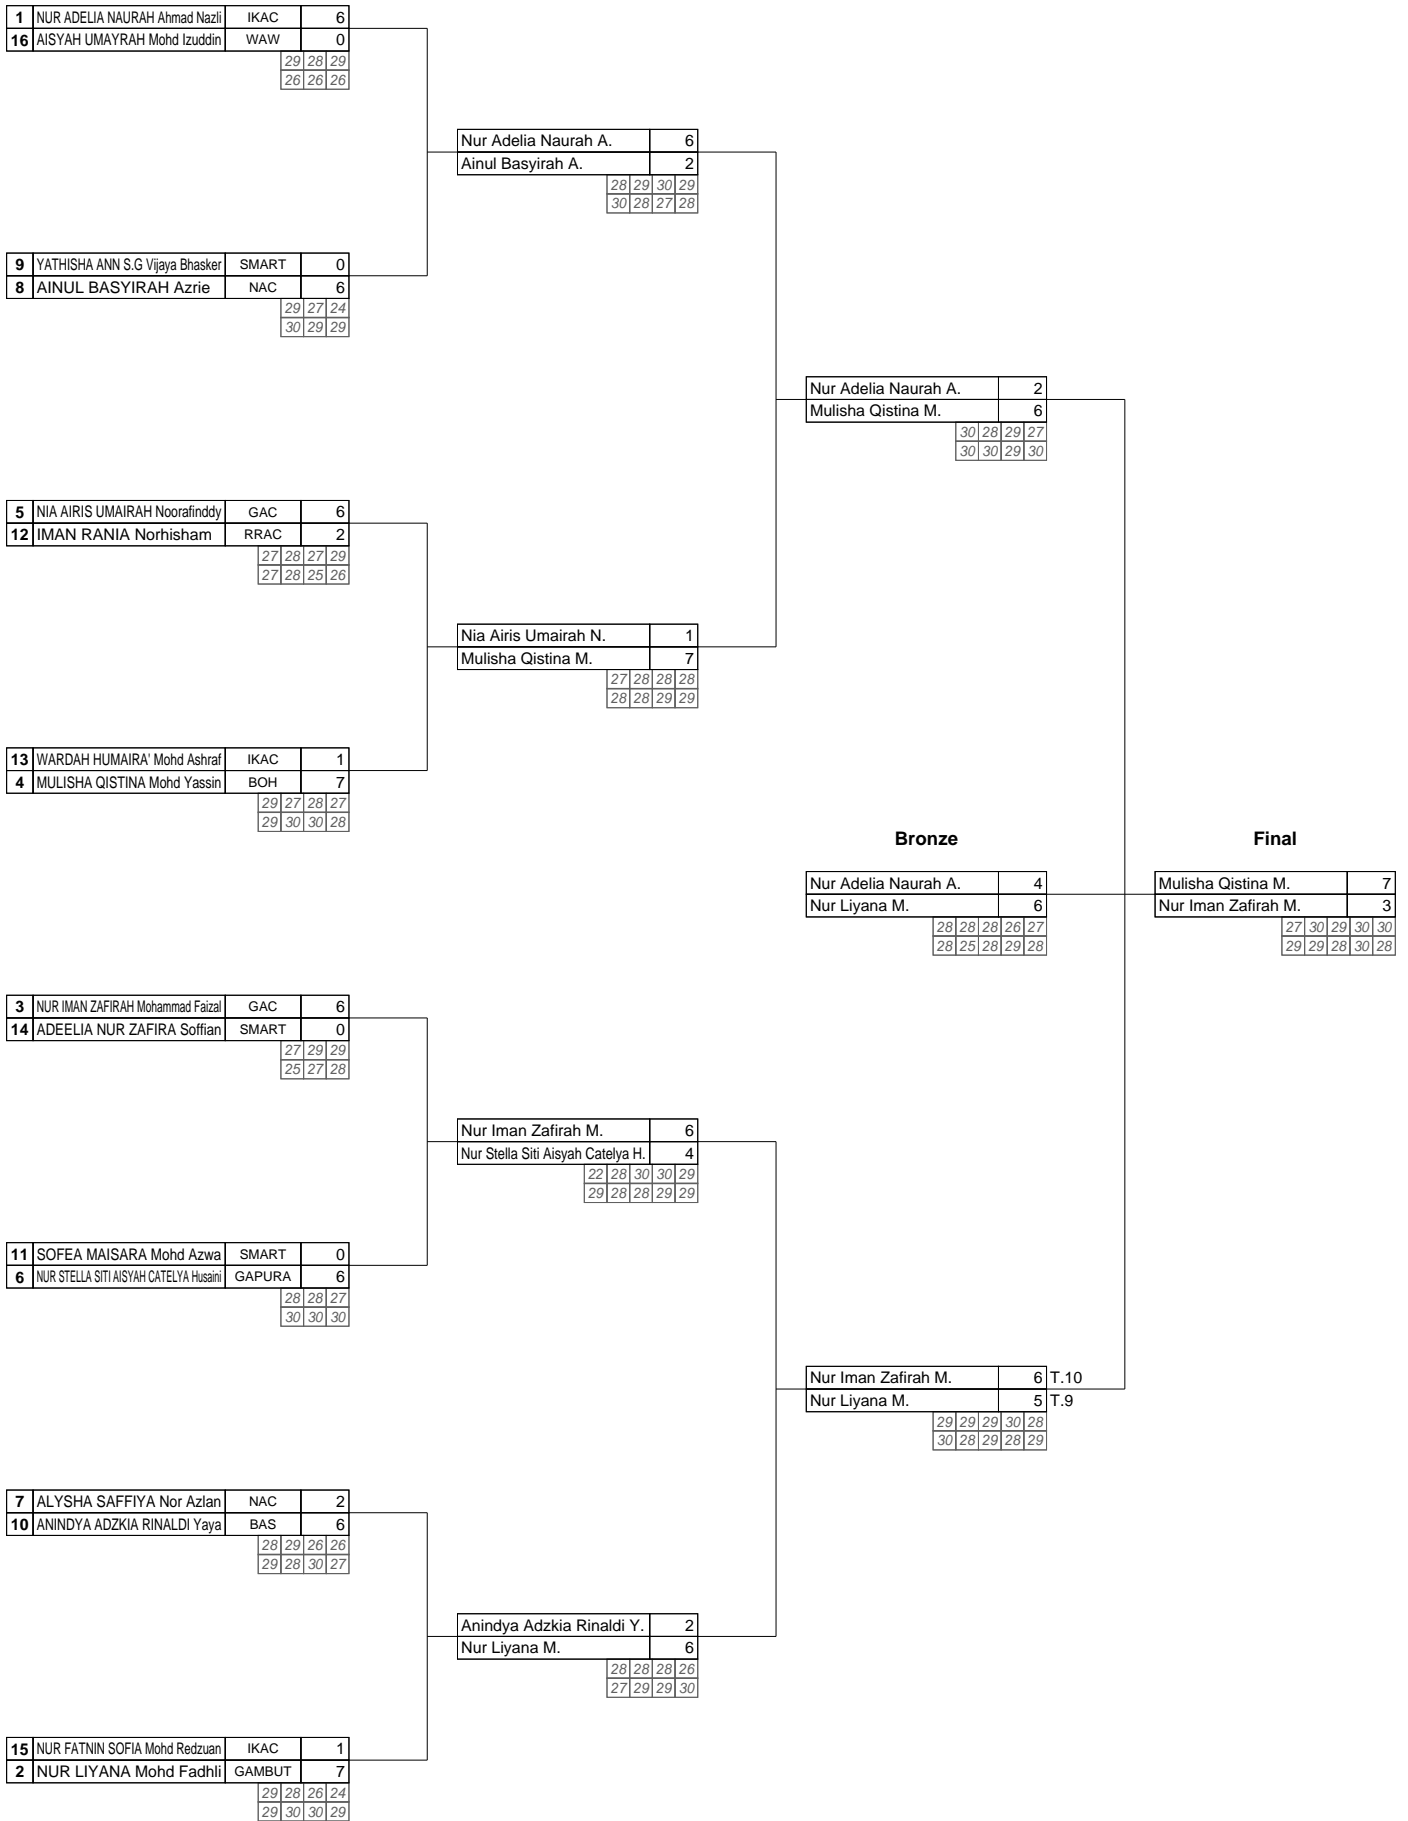 1 NUR ADELIA NAURAH Ahmad Nazli IKAC 6
16 AISYAH UMAYRAH Mohd Izuddin WAW 0
29 28 29
26 26 26
Nur Adelia Naurah A. 6
Ainul Basyirah A. 2
28 29 30 29
30 28 27 28
9 YATHISHA ANN S.G Vijaya Bhasker SMART 0
8 AINUL BASYIRAH Azrie NAC 6
29 27 24
30 29 29
Nur Adelia Naurah A. 2
Mulisha Qistina M. 6
30 28 29 27
30 30 29 30
5 NIA AIRIS UMAIRAH Noorafinddy GAC 6
12 IMAN RANIA Norhisham RRAC 2
27 28 27 29
27 28 25 26
Nia Airis Umairah N. 1
Mulisha Qistina M. 7
27 28 28 28
28 28 29 29
13 WARDAH HUMAIRA' Mohd Ashraf IKAC 1
4 MULISHA QISTINA Mohd Yassin BOH 7
29 27 28 27
29 30 30 28
Bronze
Final
Nur Adelia Naurah A. 4
Nur Liyana M. 6
28 28 28 26 27
28 25 28 29 28
Mulisha Qistina M. 7
Nur Iman Zafirah M. 3
27 30 29 30 30
29 29 28 30 28
3 NUR IMAN ZAFIRAH Mohammad Faizal GAC 6
14 ADEELIA NUR ZAFIRA Soffian SMART 0
27 29 29
25 27 28
Nur Iman Zafirah M. 6
Nur Stella Siti Aisyah Catelya H. 4
22 28 30 30 29
29 28 28 29 29
11 SOFEA MAISARA Mohd Azwa SMART 0
6 NUR STELLA SITI AISYAH CATELYA Husaini GAPURA 6
28 28 27
30 30 30
Nur Iman Zafirah M. 6 T.10
Nur Liyana M. 5 T.9
29 29 29 30 28
30 28 29 28 29
7 ALYSHA SAFFIYA Nor Azlan NAC 2
10 ANINDYA ADZKIA RINALDI Yaya BAS 6
28 29 26 26
29 28 30 27
Anindya Adzkia Rinaldi Y. 2
Nur Liyana M. 6
28 28 28 26
27 29 29 30
15 NUR FATNIN SOFIA Mohd Redzuan IKAC 1
2 NUR LIYANA Mohd Fadhli GAMBUT 7
29 28 26 24
29 30 30 29